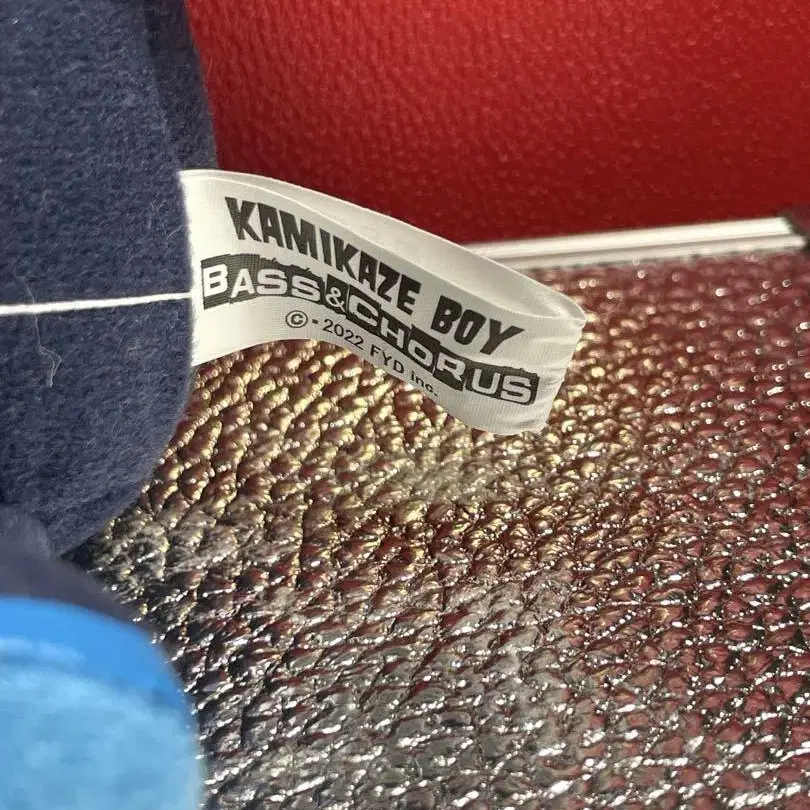 KAMIKAZE BOY
BASS&CHORUS
©・2022 FYD inc.